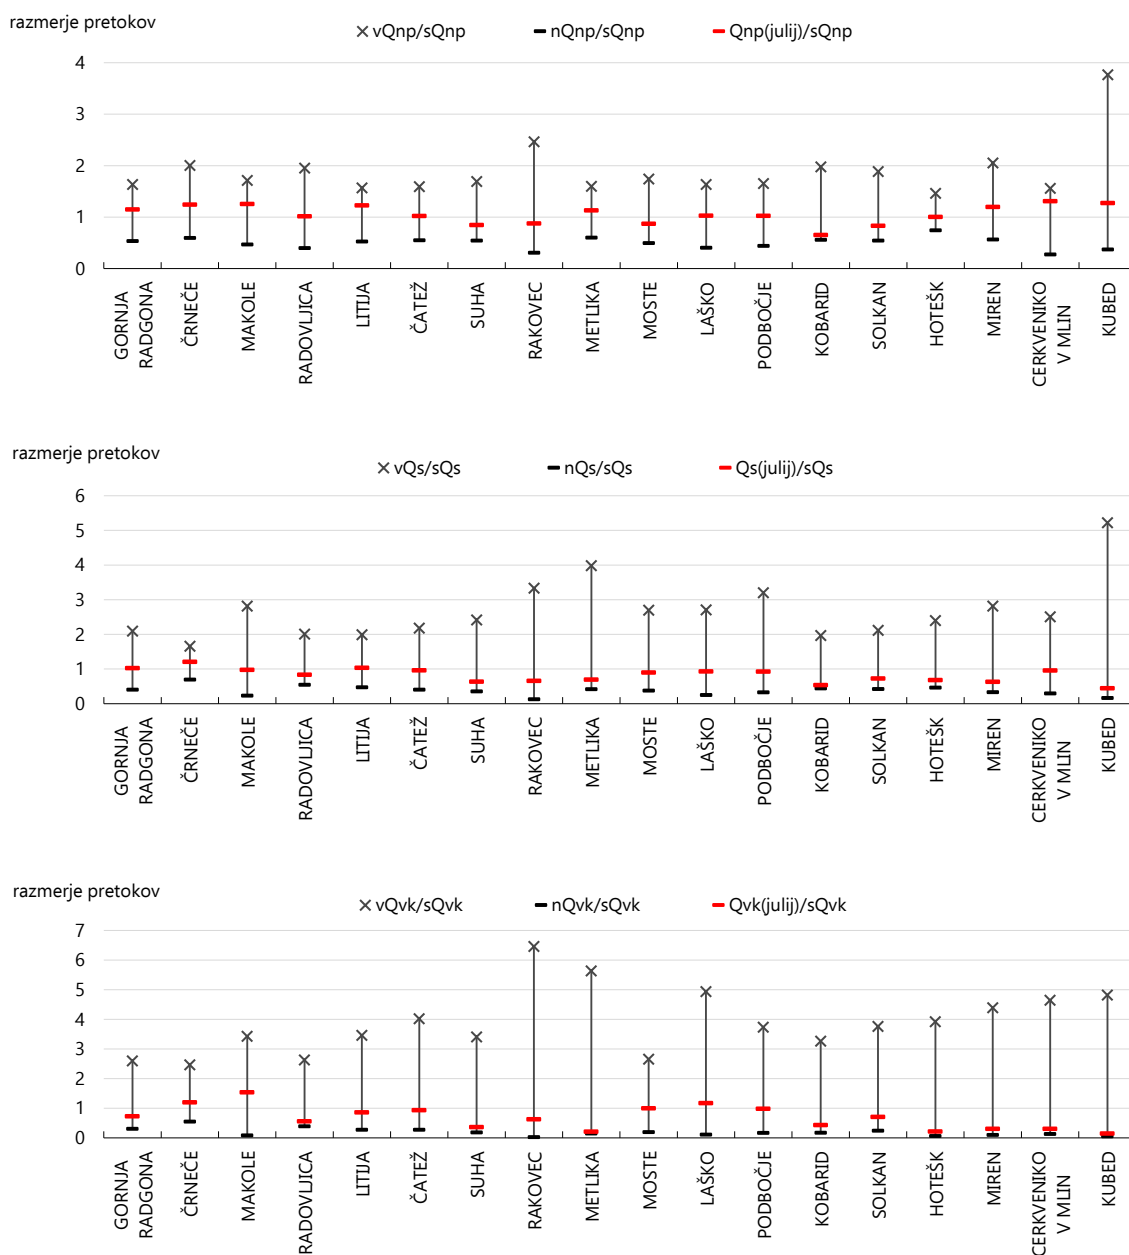 razmerje pretokov
vQnp/sQnp nQnp/sQnp Qnp(julij)/sQnp
4
3
2
1
0
GORNJA RADGONA
ČRNEČE
MAKOLE
RADOVLJICA
LITIJA
ČATEŽ
SUHA
RAKOVEC
METLIKA
MOSTE
LAŠKO
PODBOČJE
KOBARID
SOLKAN
HOTEŠK
MIREN
CERKVENIKO
V MLIN
KUBED
razmerje pretokov
vQs/sQs nQs/sQs Qs(julij)/sQs
6
5
4
3
2
1
0
GORNJA
RADGONA
ČRNEČE
MAKOLE
RADOVLJICA
LITIJA
ČATEŽ
SUHA
RAKOVEC
METLIKA
MOSTE
LAŠKO
PODBOČJE
KOBARID
SOLKAN
HOTEŠK
MIREN
CERKVENIKO
V MLIN
KUBED
razmerje pretokov
vQvk/sQvk nQvk/sQvk Qvk(julij)/sQvk
7
6
5
4
3
2
1
0
GORNJA
RADGONA
ČRNEČE
MAKOLE
RADOVLJICA
LITIJA
ČATEŽ
SUHA
RAKOVEC
METLIKA
MOSTE
LAŠKO
PODBOČJE
KOBARID
SOLKAN
HOTEŠK
MIREN
CERKVENIKO
V MLIN
KUBED